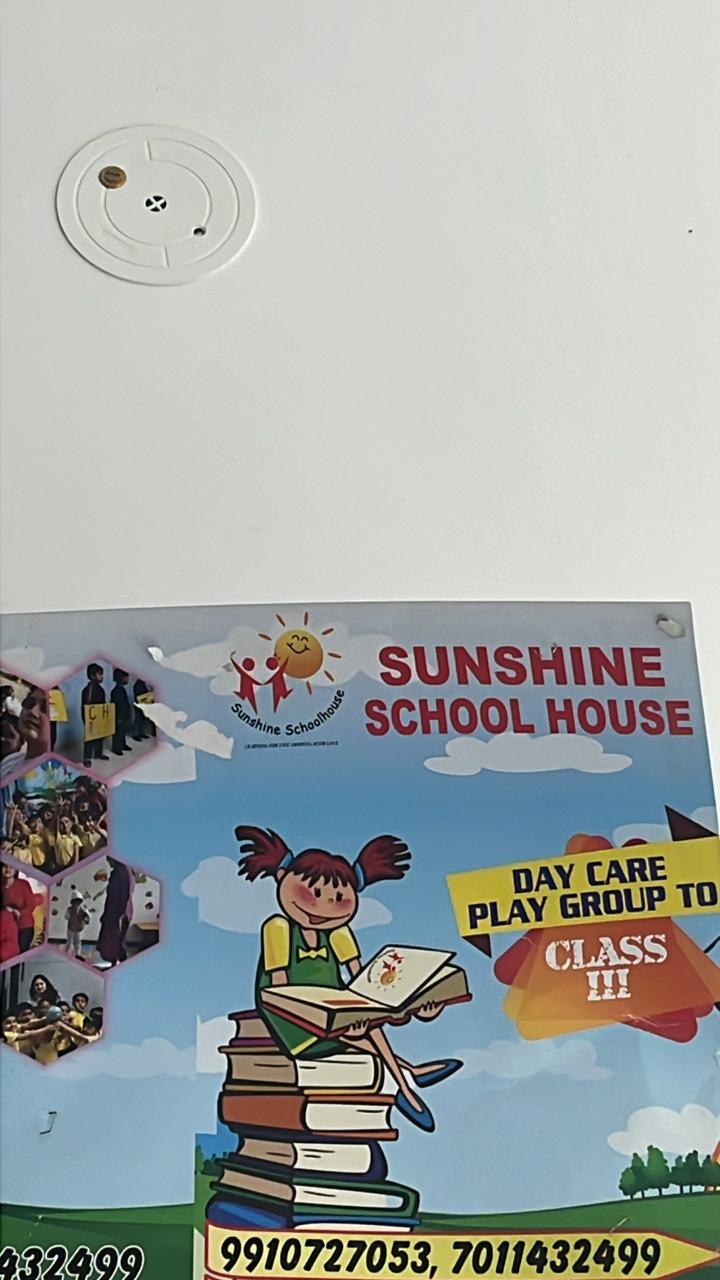 SUNSHINE
SCHOOL HOUSE
Sunshine Schoolhouse
DAY CARE
PLAY GROUP TO
CLASS
III
C H
432499
9910727053, 7011432499